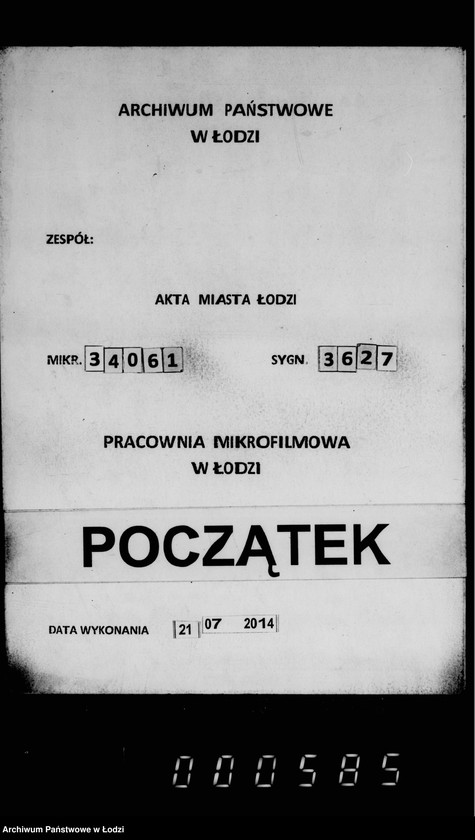 ARCHIWUM PAŃSTWOWE
W ŁODZI
ZESPÓŁ:
AKTA MIASTA ŁODZI
MIKR. 34061 SYGN. 3627
PRACOWNIA MIKROFILMOWA
W ŁODZI
POCZĄTEK
DATA WYKONANIA 21 07 2014
000585
Archiwum Państwowe w Łodzi